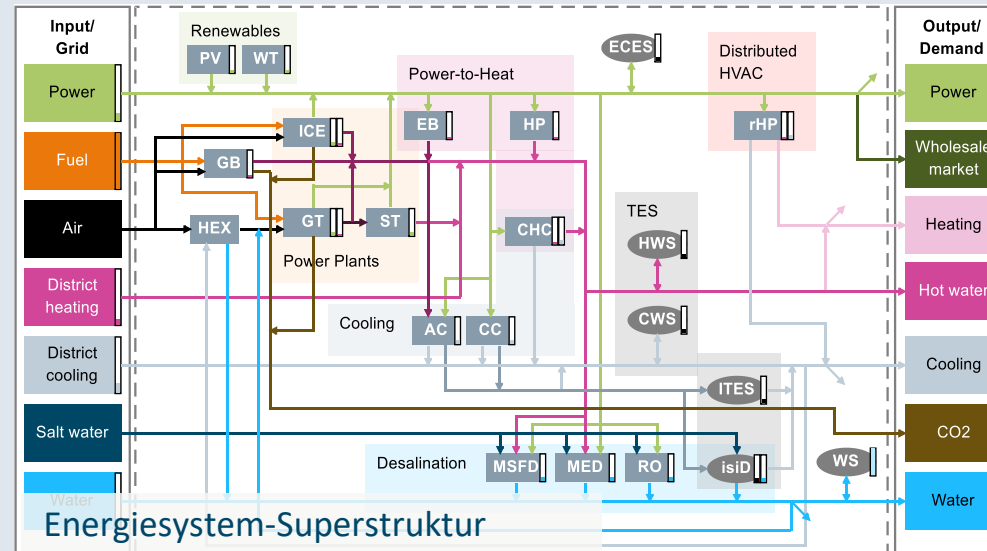 Input/
Grid
Power
Fuel
Air
District
heating
District
cooling
Salt water
Water
Renewables
PV
WT
Power-to-Heat
ECES
Distributed
HVAC
EB
HP
rHP
ICE
GB
HEX
GT
ST
CHC
Power Plants
TES
HWS
CWS
Cooling
AC
CC
ITES
Desalination
MSFD
MED
RO
isiD
WS
Output/
Demand
Power
Wholesale
market
Heating
Hot water
Cooling
CO2
Water
Energiesystem-Superstruktur